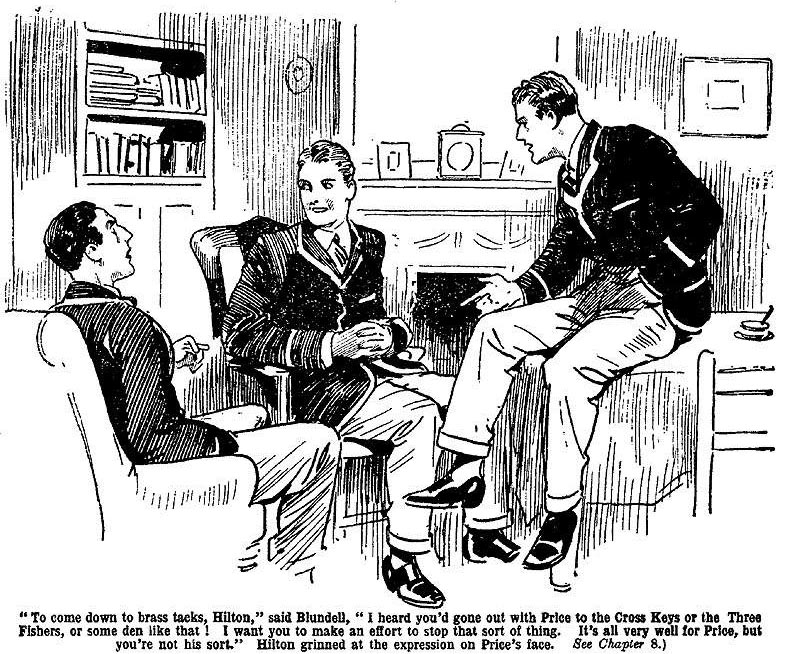 "To come down to brass tacks, Hilton," said Blundell, "I heard you'd gone out with Price to the Cross Keys or the Three
Fishers, or some den like that! I want you to make an effort to stop that sort of thing. It's all very well for Price, but
you're not his sort." Hilton grinned at the expression on Price's face. See Chapter 8.)